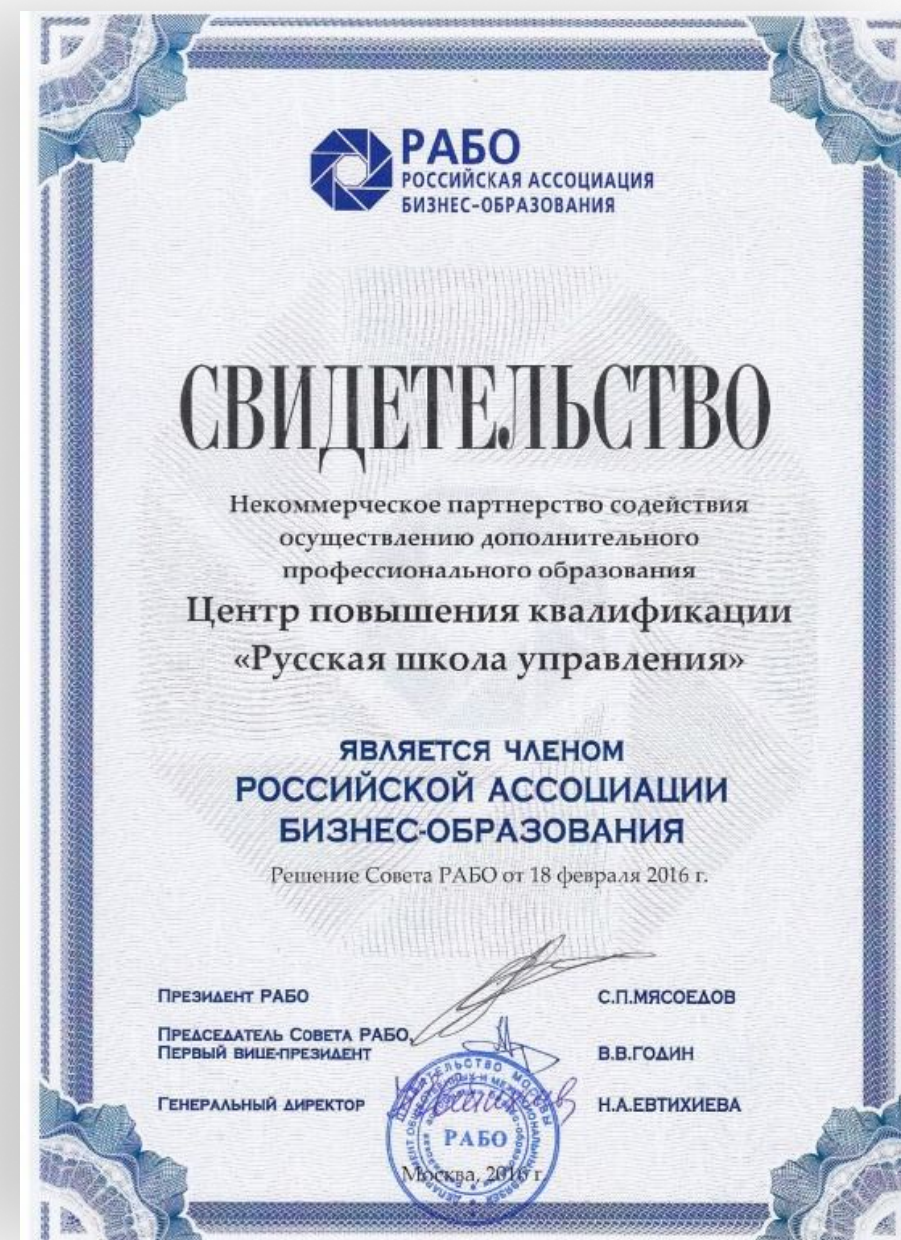 РАБО
РОССИЙСКАЯ АССОЦИАЦИЯ
БИЗНЕС-ОБРАЗОВАНИЯ
СВИДЕТЕЛЬСТВО
Некоммерческое партнерство содействия
осуществлению дополнительного
профессионального образования
Центр повышения квалификации
«Русская школа управления»
ЯВЛЯЕТСЯ ЧЛЕНОМ
РОССИЙСКОЙ АССОЦИАЦИИ
БИЗНЕС-ОБРАЗОВАНИЯ
Решение Совета РАБО от 18 февраля 2016 г.
ПРЕЗИДЕНТ РАБО С.П.МЯСОЕДОВ
ПРЕДСЕДАТЕЛЬ СОВЕТА РАБО,
ПЕРВЫЙ ВИЦЕ-ПРЕЗИДЕНТ В.В.ГОДИН
ГЕНЕРАЛЬНЫЙ ДИРЕКТОР Н.А.ЕВТИХИЕВА
РАБО
Москва, 2016 г.